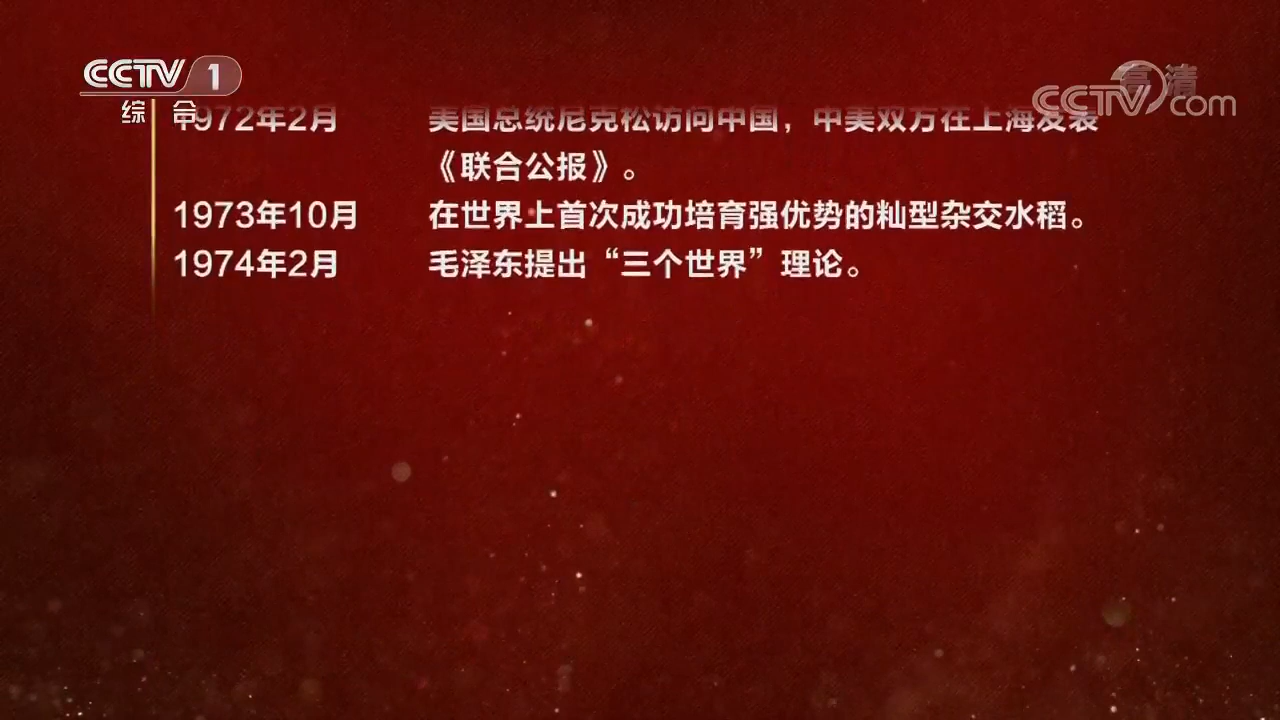 CCTV 1
综合
高清
CCTV.com
1972年2月 美国总统尼克松访问中国，中美双方在上海发表
《联合公报》。
1973年10月 在世界上首次成功培育强优势的籼型杂交水稻。
1974年2月 毛泽东提出“三个世界”理论。